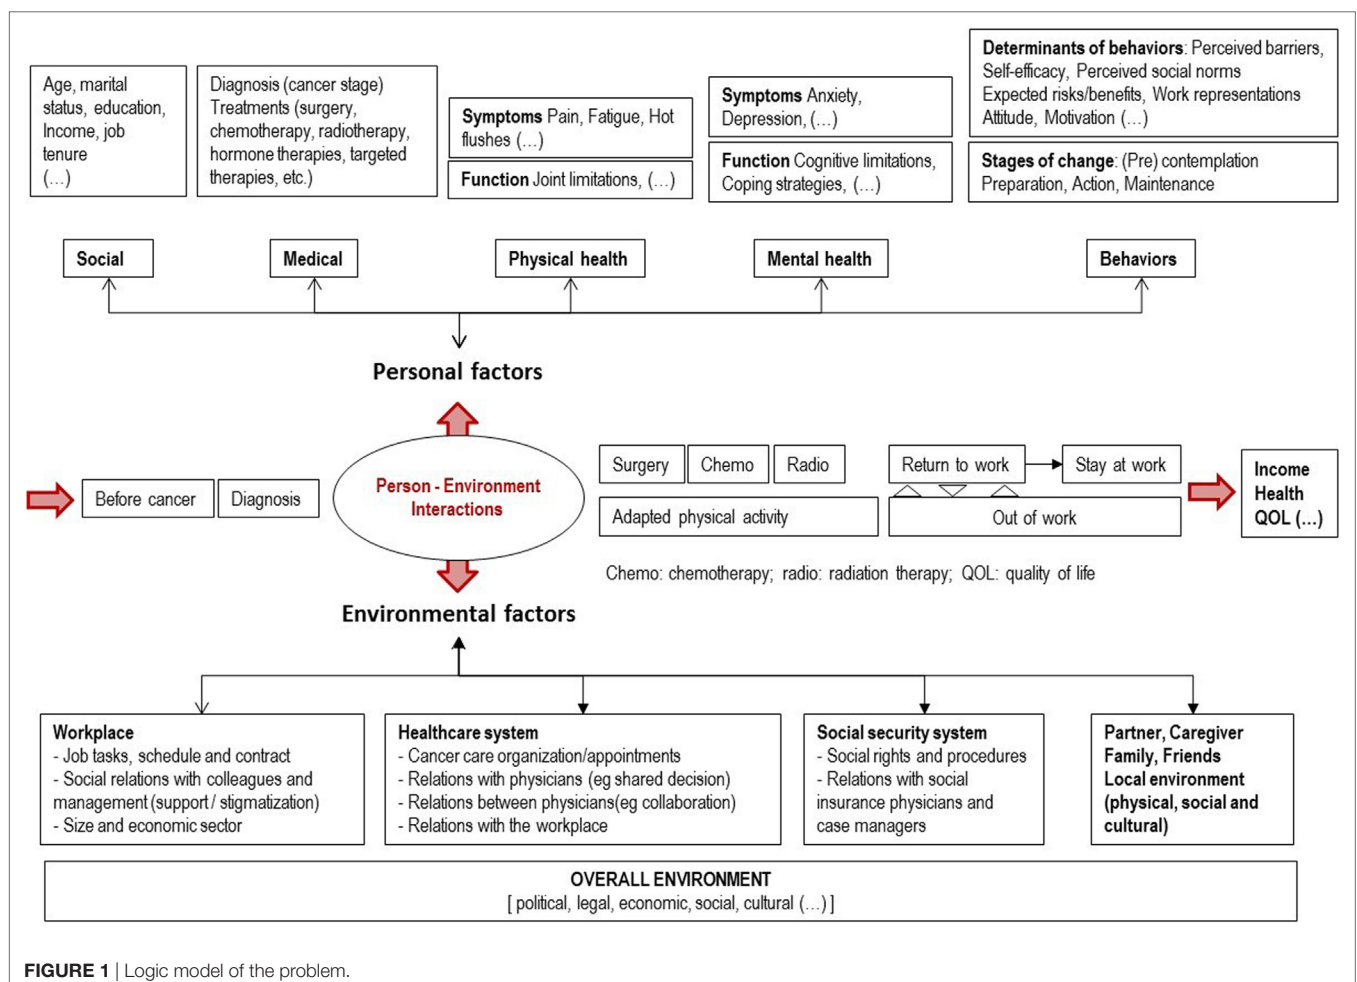 Age, marital
status, education,
Income, job
tenure
(…)
Diagnosis (cancer stage)
Treatments (surgery,
chemotherapy, radiotherapy,
hormone therapies, targeted
therapies, etc.)
Symptoms Pain, Fatigue, Hot
flushes (…)
Function Joint limitations, (…)
Symptoms Anxiety,
Depression, (…)
Function Cognitive limitations,
Coping strategies, (…)
Determinants of behaviors: Perceived barriers,
Self-efficacy, Perceived social norms
Expected risks/benefits, Work representations
Attitude, Motivation (…)
Stages of change: (Pre) contemplation
Preparation, Action, Maintenance
Social
Medical
Physical health
Mental health
Behaviors
Personal factors
Before cancer
Diagnosis
Person - Environment
Interactions
Surgery
Chemo
Radio
Adapted physical activity
Return to work
Stay at work
Out of work
Income
Health
QOL (…)
Chemo: chemotherapy; radio: radiation therapy; QOL: quality of life
Environmental factors
Workplace
- Job tasks, schedule and contract
- Social relations with colleagues and
management (support / stigmatization)
- Size and economic sector
Healthcare system
- Cancer care organization/appointments
- Relations with physicians (eg shared decision)
- Relations between physicians(eg collaboration)
- Relations with the workplace
Social security system
- Social rights and procedures
- Relations with social
insurance physicians and
case managers
Partner, Caregiver
Family, Friends
Local environment
(physical, social and
cultural)
OVERALL ENVIRONMENT
[ political, legal, economic, social, cultural (…) ]
FIGURE 1 | Logic model of the problem.